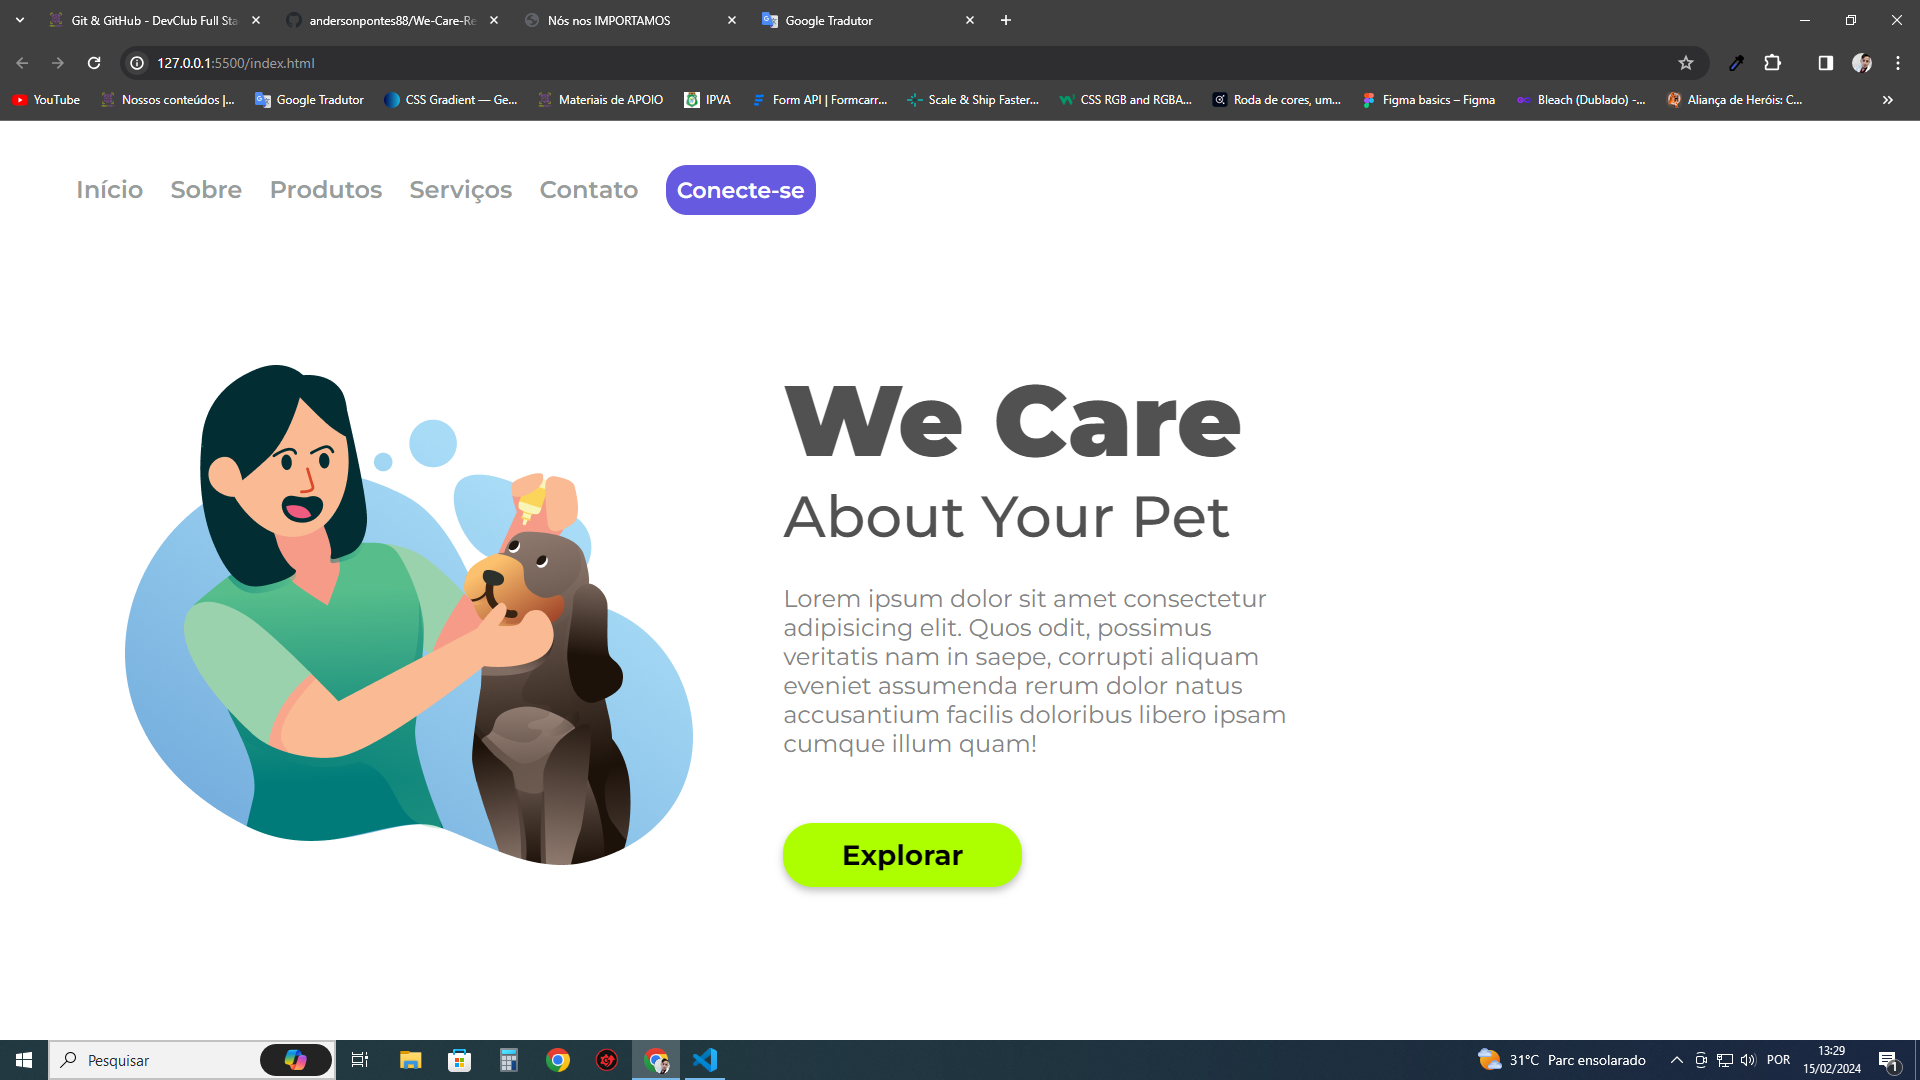 Git & GitHub - DevClub Full Sta
andersonpontes88/We-Care-Re
Nós nos IMPORTAMOS
Google Tradutor
127.0.0.1:5500/index.html
YouTube
Nossos conteúdos |...
Google Tradutor
CSS Gradient — Ge...
Materiais de APOIO
IPVA
Form API | Formcarr...
Scale & Ship Faster...
CSS RGB and RGBA...
Roda de cores, um...
Figma basics – Figma
Bleach (Dublado) -...
Aliança de Heróis: C...
Início Sobre Produtos Serviços Contato Conecte-se
We Care
About Your Pet
Lorem ipsum dolor sit amet consectetur
adipisicing elit. Quos odit, possimus
veritatis nam in saepe, corrupti aliquam
eveniet assumenda rerum dolor natus
accusantium facilis doloribus libero ipsam
cumque illum quam!
Explorar
Pesquisar
31°C Parc ensolarado
POR
13:29
15/02/2024
1